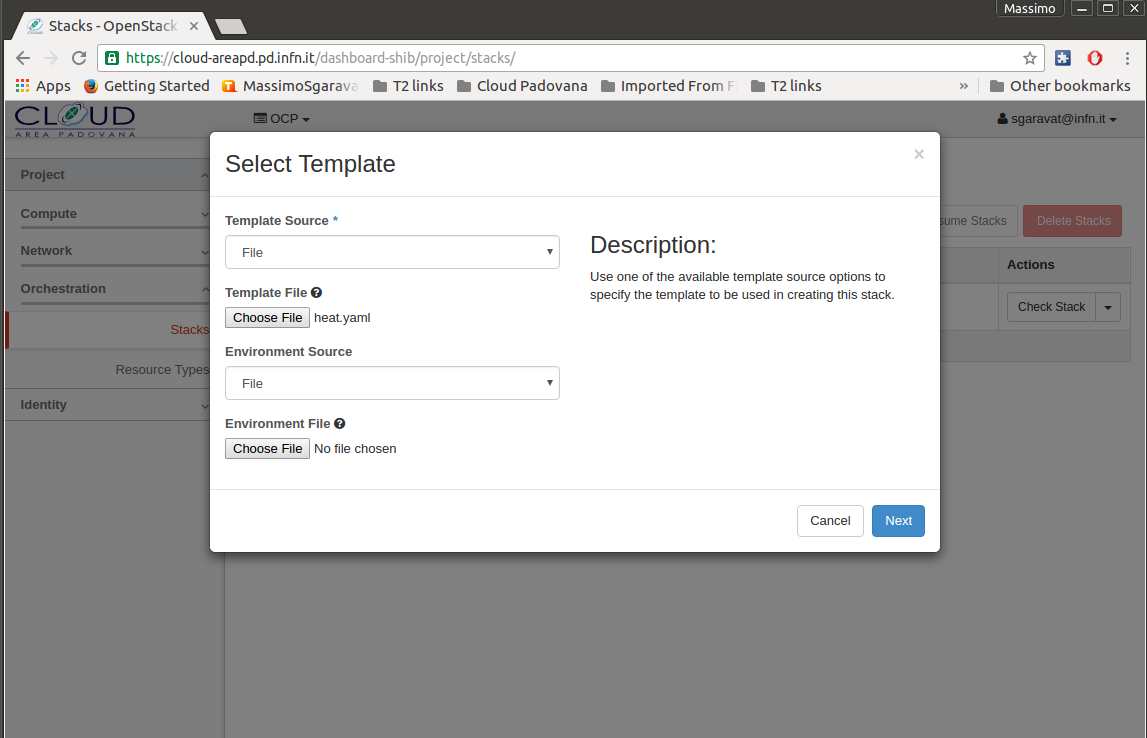 Massimo
Stacks - OpenStack
https://cloud-areapd.pd.infn.it/dashboard-shib/project/stacks/
Apps Getting Started MassimoSgarava T2 links Cloud Padovana Imported From F T2 links » Other bookmarks
CLOUD
AREA PADOVANA
OCP
sgaravat@infn.it
Project
Compute
Network
Orchestration
Stacks
Resource Types
Identity
Select Template
×
Template Source *
File
Template File
Choose File heat.yaml
Environment Source
File
Environment File
Choose File No file chosen
Description:
Use one of the available template source options to
specify the template to be used in creating this stack.
Cancel Next
sume Stacks Delete Stacks
Actions
Check Stack